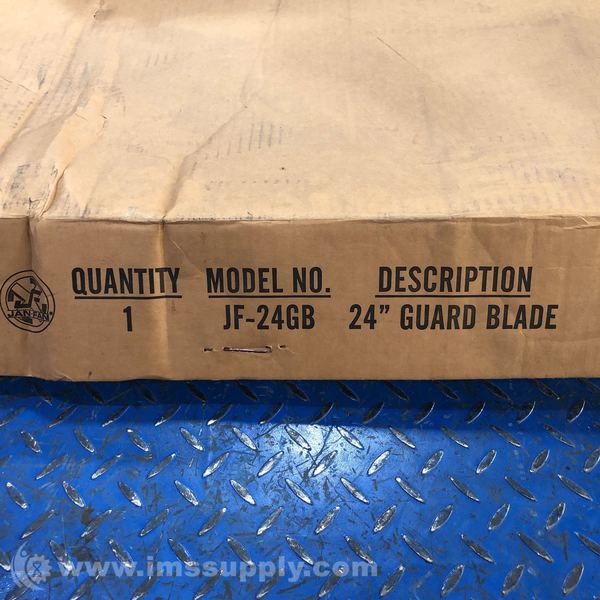 QUANTITY MODEL NO. DESCRIPTION
1 JF-24GB 24” GUARD BLADE
JAN-FAN
www.imssupply.com